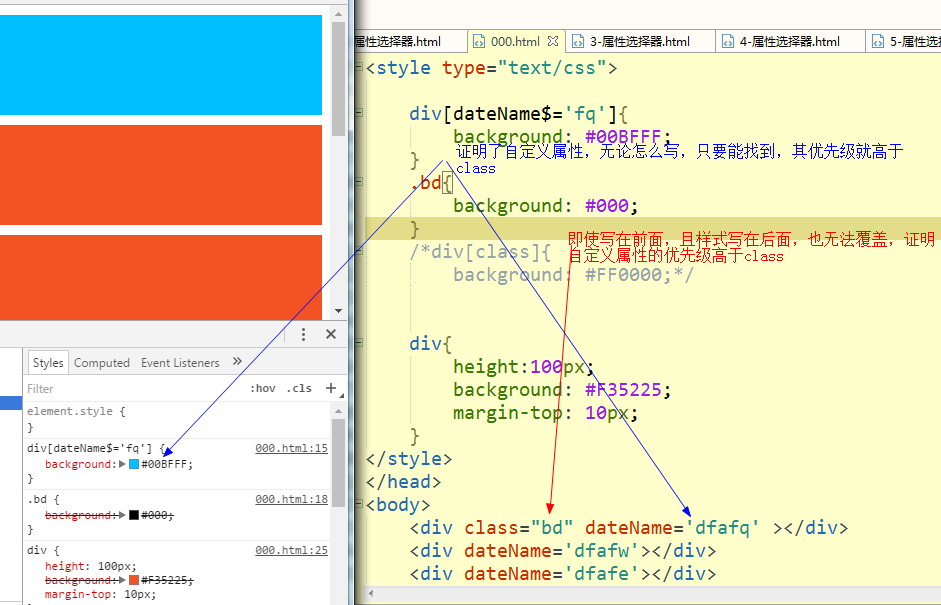 属性选择器.html
000.html
3-属性选择器.html
4-属性选择器.html
5-属性选
<style type="text/css">
div[dateName$='fq']{
background: #00BFFF;
}
证明了自定义属性，无论怎么写，只要能找到，其优先级就高于
class
.bd{
background: #000;
}
即使写在前面，且样式写在后面，也无法覆盖，证明
自定义属性的优先级高于class
/*div[class]{
background: #FF0000;*/
div{
height:100px;
background: #F35225;
margin-top: 10px;
}
</style>
</head>
<body>
<div class="bd" dateName='dfafq' ></div>
<div dateName='dfafw'></div>
<div dateName='dfafe'></div>
Styles Computed Event Listeners »
Filter :hov .cls +
element.style {
}
div[dateName$='fq'] { 000.html:15
background: #00BFFF;
}
.bd { 000.html:18
background: #000;
}
div { 000.html:25
height: 100px;
background: #F35225;
margin-top: 10px;